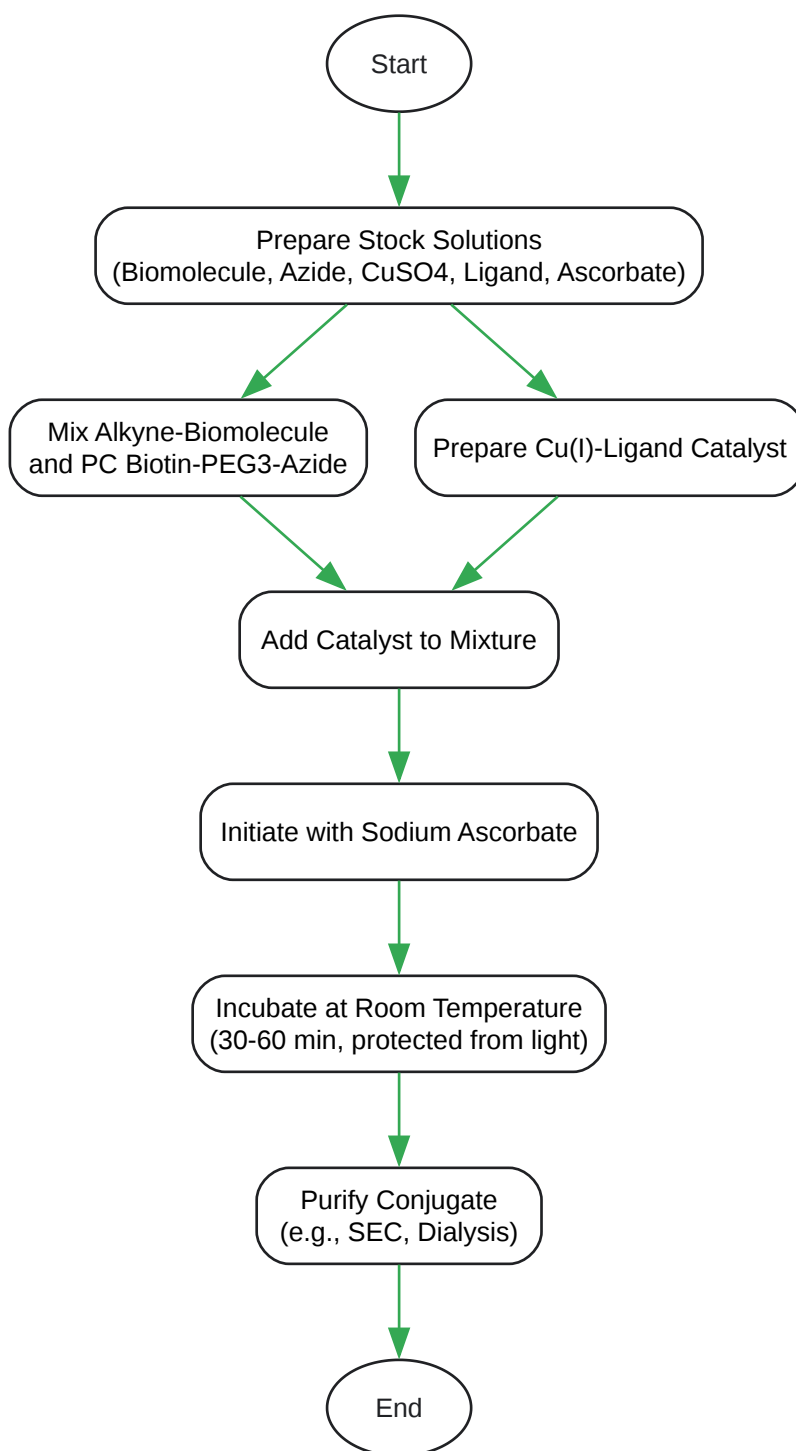 Start
Prepare Stock Solutions
(Biomolecule, Azide, CuSO4, Ligand, Ascorbate)
Mix Alkyne-Biomolecule
and PC Biotin-PEG3-Azide
Prepare Cu(I)-Ligand Catalyst
Add Catalyst to Mixture
Initiate with Sodium Ascorbate
Incubate at Room Temperature
(30-60 min, protected from light)
Purify Conjugate
(e.g., SEC, Dialysis)
End